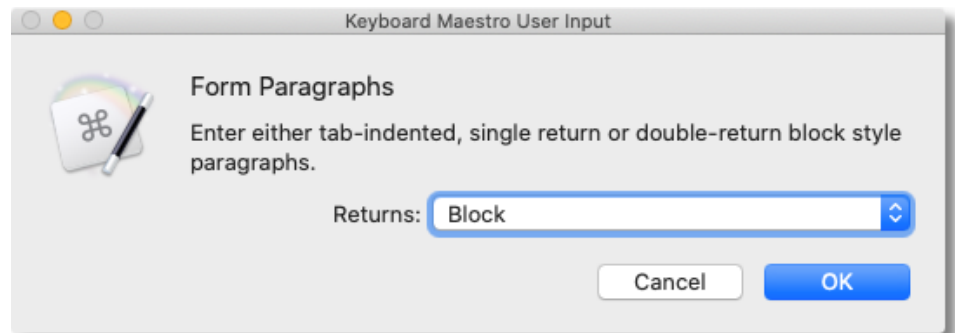 Keyboard Maestro User Input
Form Paragraphs
Enter either tab-indented, single return or double-return block style
paragraphs.
Returns: Block
Cancel OK